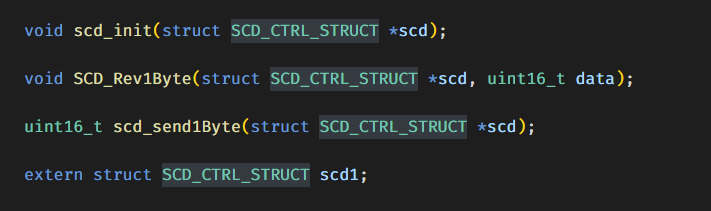 void scd_init(struct SCD_CTRL_STRUCT *scd);
void SCD_Rev1Byte(struct SCD_CTRL_STRUCT *scd, uint16_t data);
uint16_t scd_send1Byte(struct SCD_CTRL_STRUCT *scd);
extern struct SCD_CTRL_STRUCT scd1;